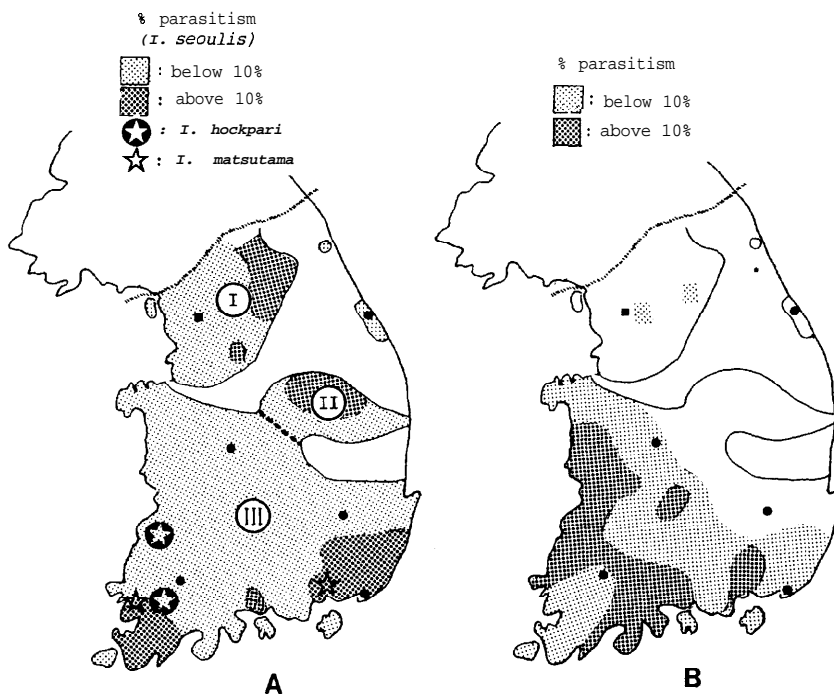 % parasitism
(I. seoulis)
: below 10%
: above 10%
: I. hockpari
: I. matsutama
I
II
III
A
% parasitism
: below 10%
: above 10%
B